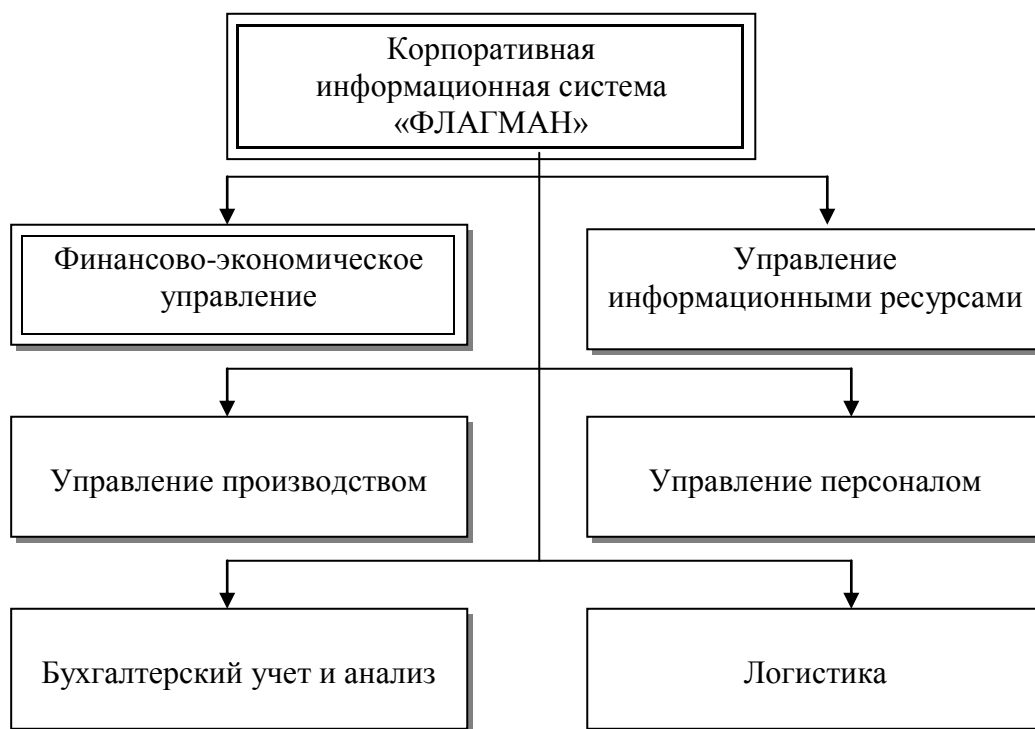 Корпоративная
информационная система
«ФЛАГМАН»
Финансово-экономическое
управление
Управление
информационными ресурсами
Управление производством
Управление персоналом
Бухгалтерский учет и анализ
Логистика